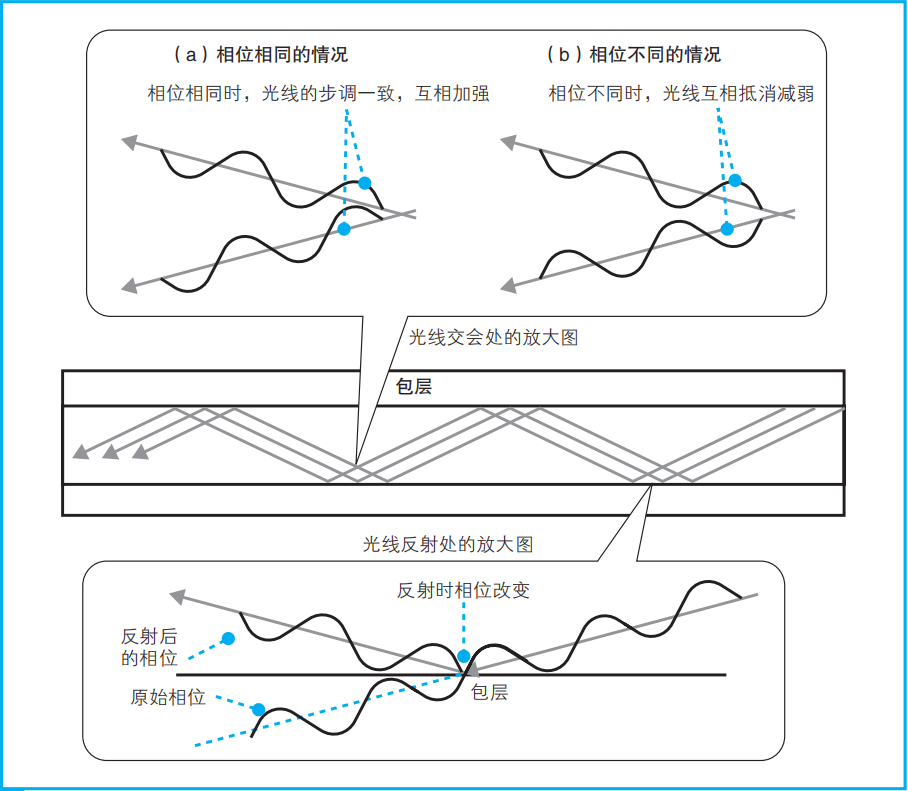 （a）相位相同的情况
（b）相位不同的情况
相位相同时，光线的步调一致，互相加强
相位不同时，光线互相抵消减弱
光线交会处的放大图
包层
光线反射处的放大图
反射时相位改变
反射后
的相位
原始相位
包层